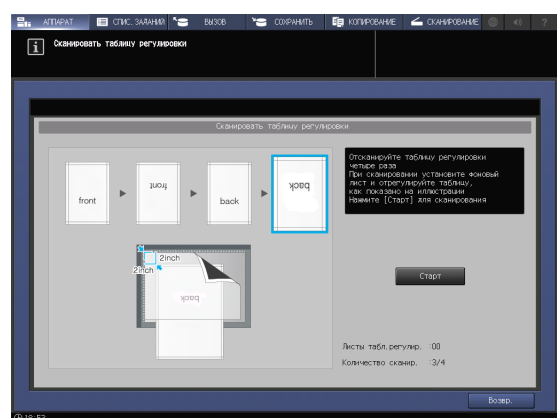 АППАРАТ СПИС. ЗАДАНИЙ ВЫЗОВ СОХРАНИТЬ КОПИРОВАНИЕ СКАНИРОВАНИЕ ?
Сканировать таблицу регулировки
Сканировать таблицу регулировки
front
front
back
back
Отсканируйте таблицу регулировки
четыре раза
При сканировании установите фоновый
лист и отрегулируйте таблицу,
как показано на иллюстрации
Нажмите [Старт] для сканирования
2inch
2inch
back
Старт
Листы табл.регулир. :00
Количество сканир. :3/4
Возвр.
18:53